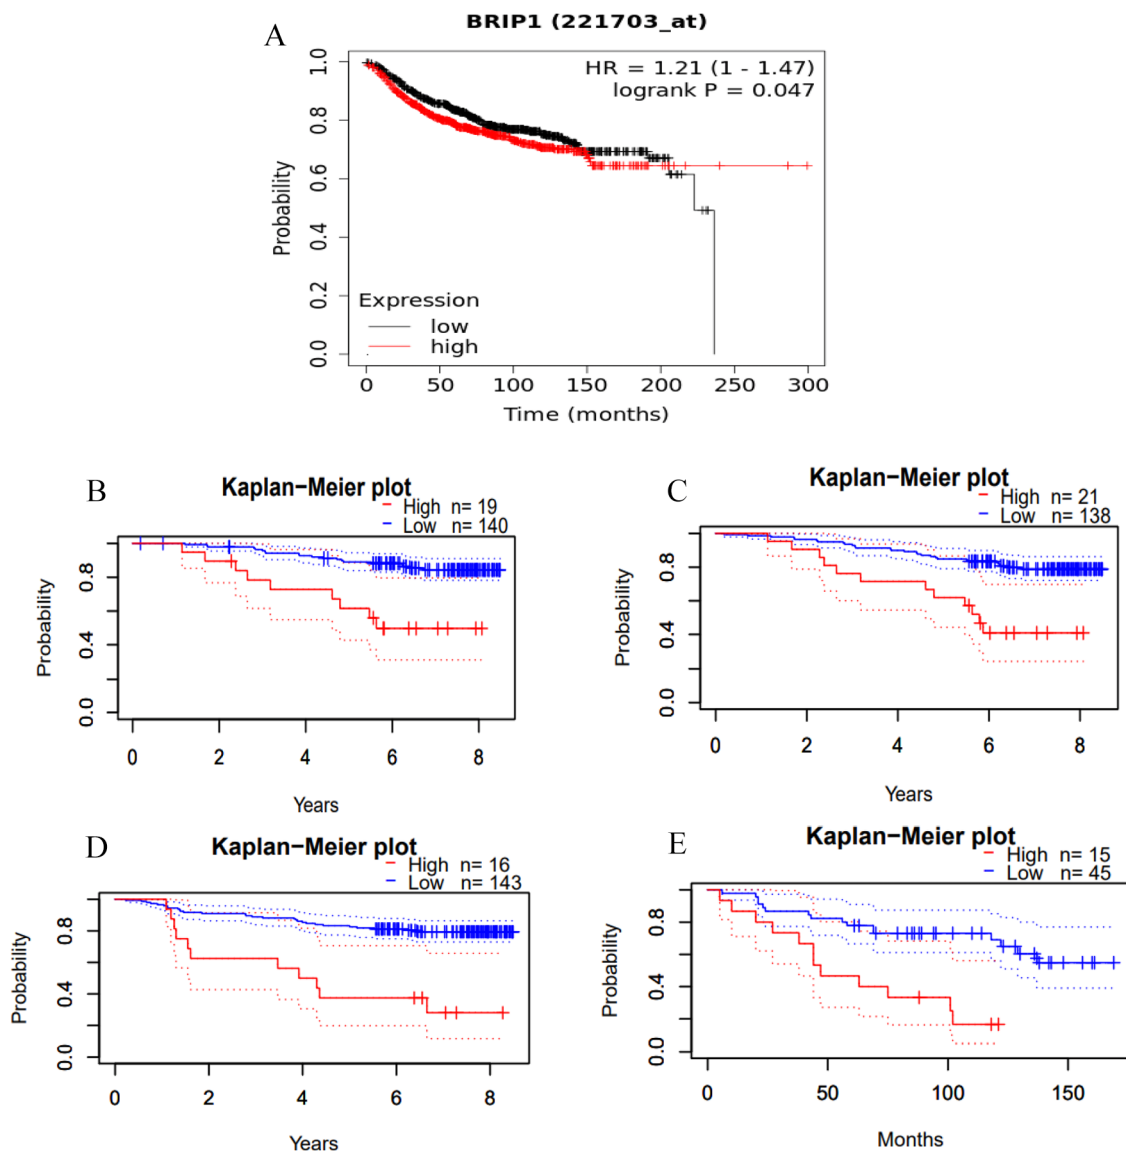 A
BRIP1 (221703_at)
HR = 1.21 (1 - 1.47)
logrank P = 0.047
Probability
0.0 0.2 0.4 0.6 0.8 1.0
Expression
low
high
0 50 100 150 200 250 300
Time (months)
B
Kaplan−Meier plot
High n= 19
Low n= 140
Probability
0.0 0.4 0.8
0 2 4 6 8
Years
C
Kaplan−Meier plot
High n= 21
Low n= 138
Probability
0.0 0.4 0.8
0 2 4 6 8
Years
D
Kaplan−Meier plot
High n= 16
Low n= 143
Probability
0.0 0.4 0.8
0 2 4 6 8
Years
E
Kaplan−Meier plot
High n= 15
Low n= 45
Probability
0.0 0.4 0.8
0 50 100 150
Months